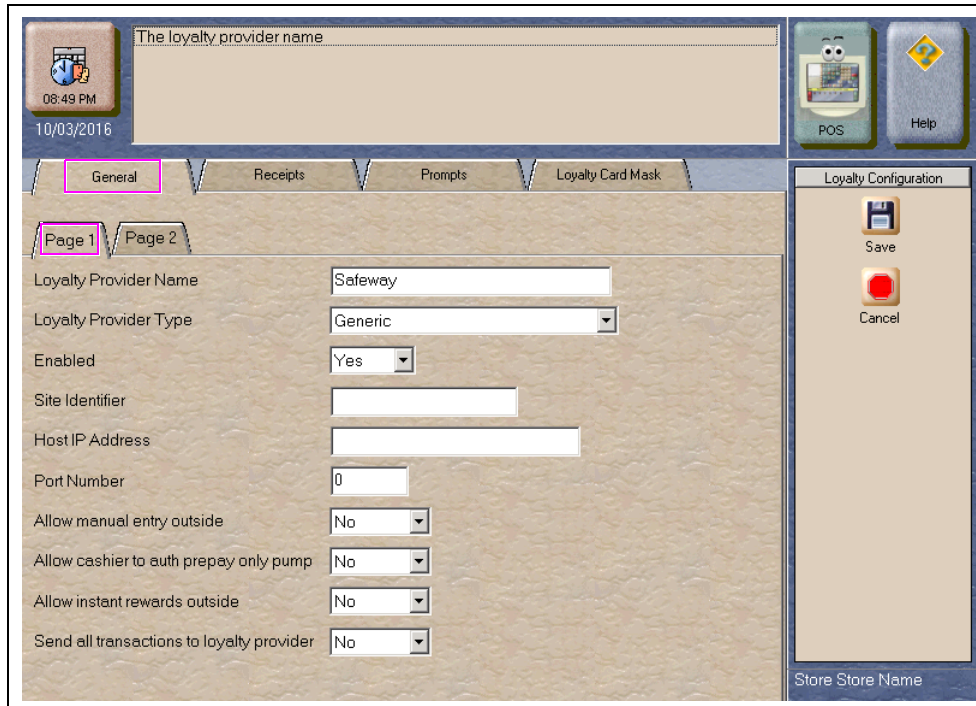 The loyalty provider name
08:49 PM
10/03/2016
POS
Help
General
Receipts
Prompts
Loyalty Card Mask
Page 1
Page 2
Loyalty Provider Name
Safeway
Loyalty Provider Type
Generic
Enabled
Yes
Site Identifier
Host IP Address
Port Number
0
Allow manual entry outside
No
Allow cashier to auth prepay only pump
No
Allow instant rewards outside
No
Send all transactions to loyalty provider
No
Loyalty Configuration
Save
Cancel
Store Store Name